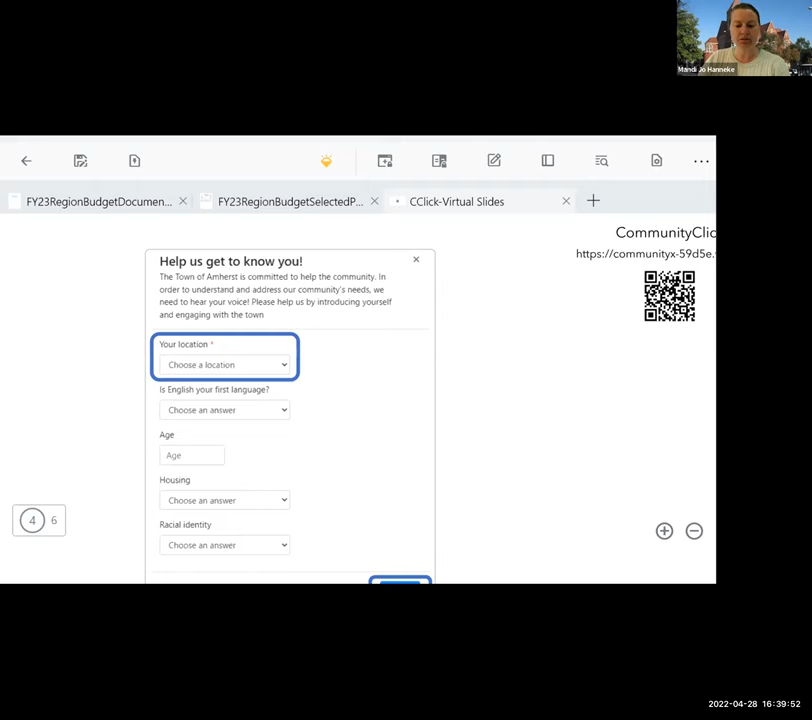 Mandi Jo Hanneke
FY23RegionBudgetDocumen...
FY23RegionBudgetSelectedP...
CClick-Virtual Slides
CommunityClic
https://communityx-59d5e.
Help us get to know you!
The Town of Amherst is committed to help the community. In
order to understand and address our community's needs, we
need to hear your voice! Please help us by introducing yourself
and engaging with the town
Your location *
Choose a location
Is English your first language?
Choose an answer
Age
Age
Housing
Choose an answer
Racial identity
Choose an answer
4 6
2022-04-28 16:39:52